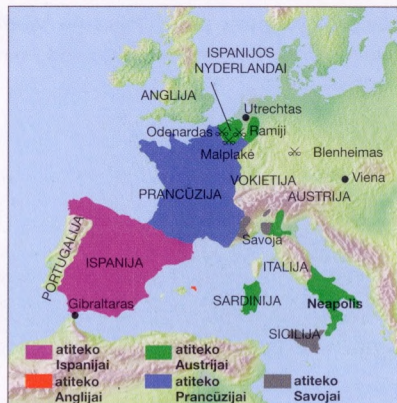 ISPANIJOS
NYDERLANDAI
ANGLIJA
Utrechtas
Odenardas
Ramiji
Malplakė
Blenheimas
VOKIETIJA
Viena
PRANCŪZIJA
AUSTRIJA
Savoja
PORTUGALIJA
ISPANIJA
ITALIJA
SARDINIJA
Neapolis
Gibraltaras
SICILIJA
atiteko
Ispanijai
atiteko
Austrijai
atiteko
Anglijai
atiteko
Prancūzijai
atiteko
Savojai